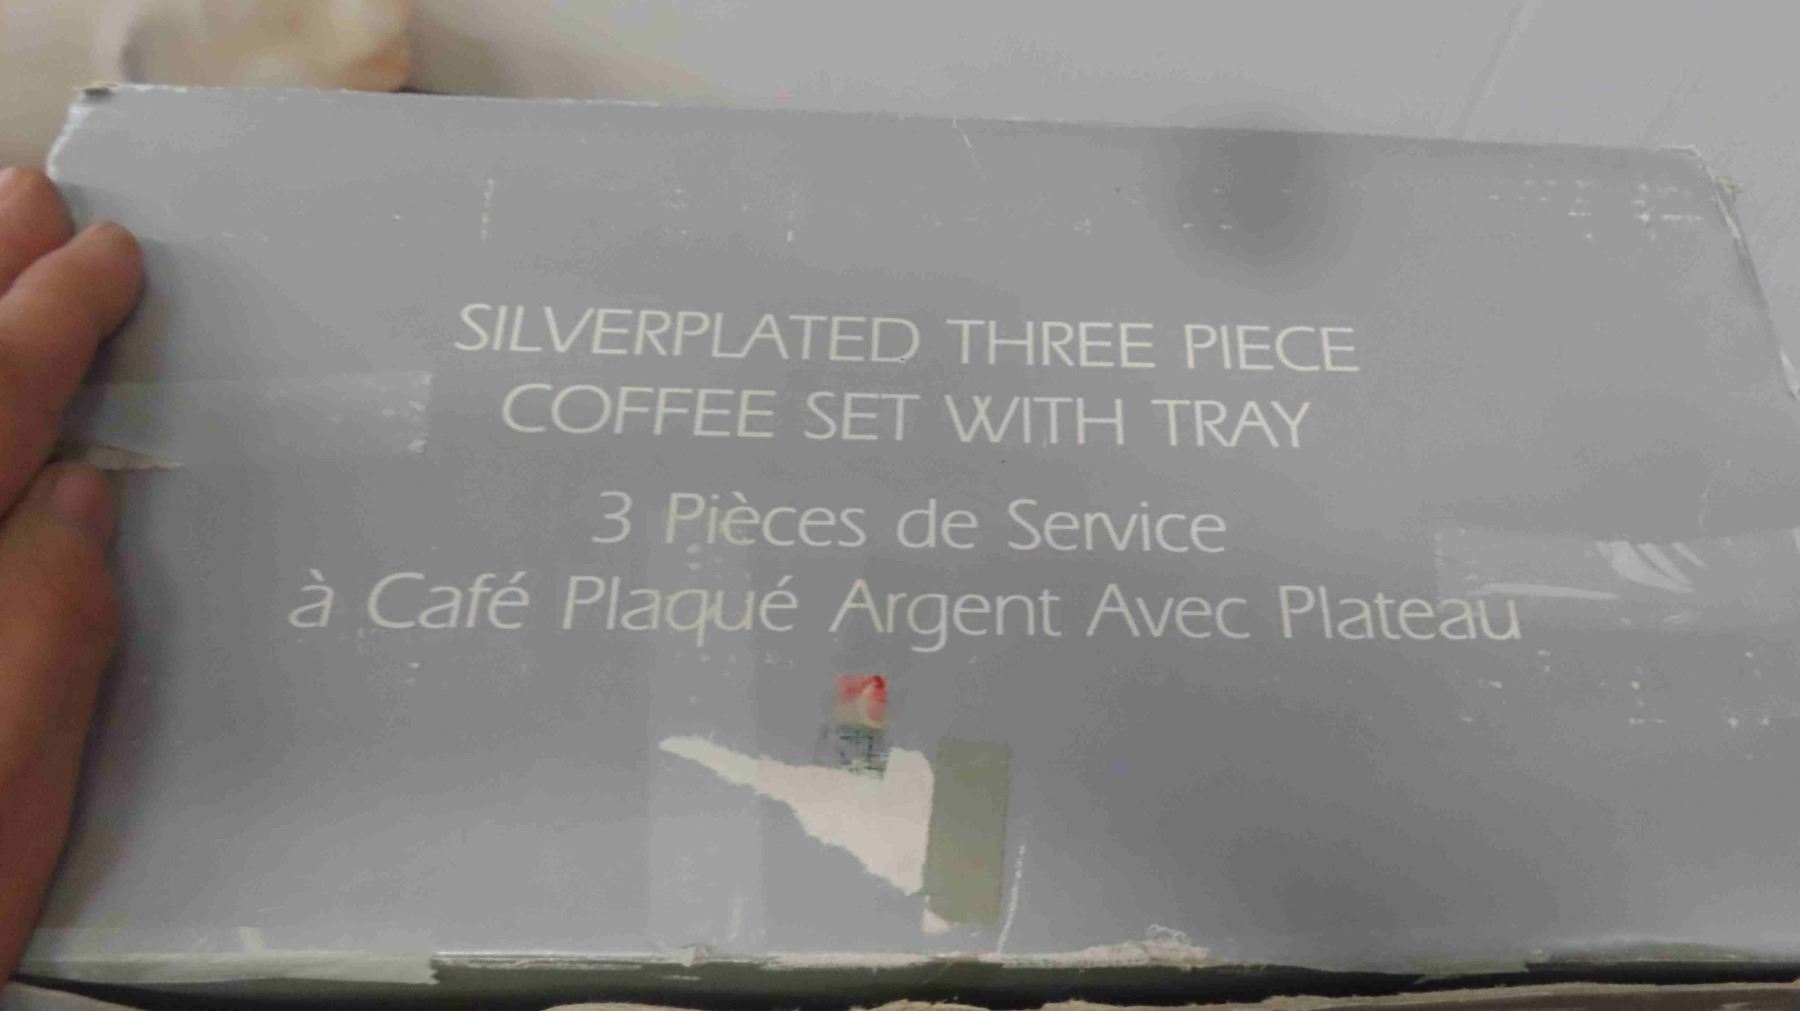 SILVERPLATED THREE PIECE
COFFEE SET WITH TRAY
3 Pièces de Service
à Café Plaqué Argent Avec Plateau